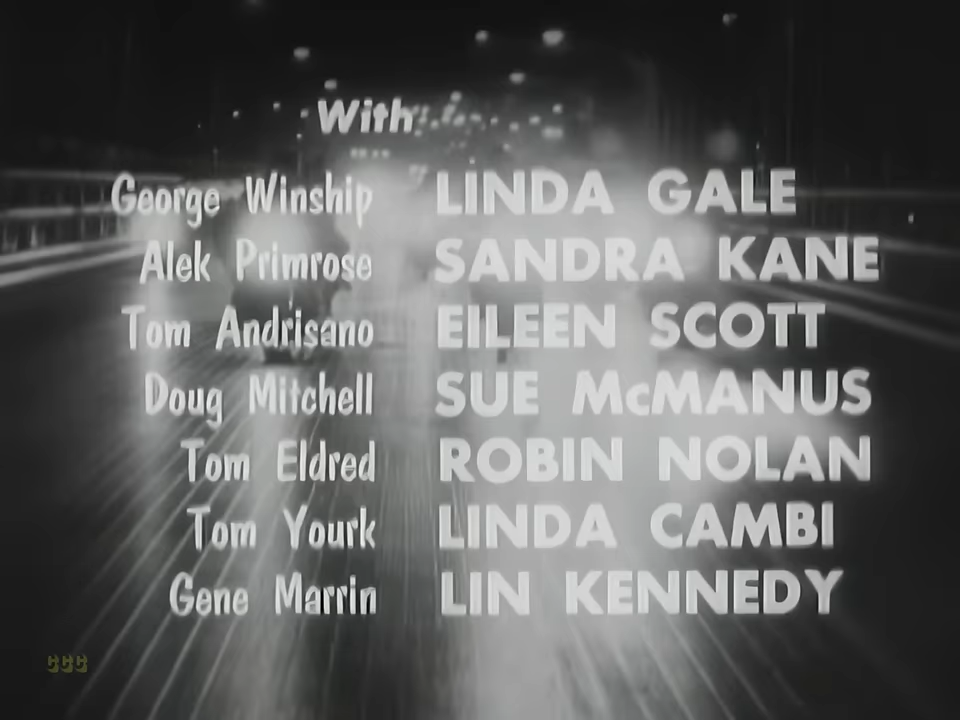 With
George Winship LINDA GALE
Alek Primrose SANDRA KANE
Tom Andrisano EILEEN SCOTT
Doug Mitchell SUE McMANUS
Tom Eldred ROBIN NOLAN
Tom Yourk LINDA CAMBI
Gene Marrin LIN KENNEDY
CCC